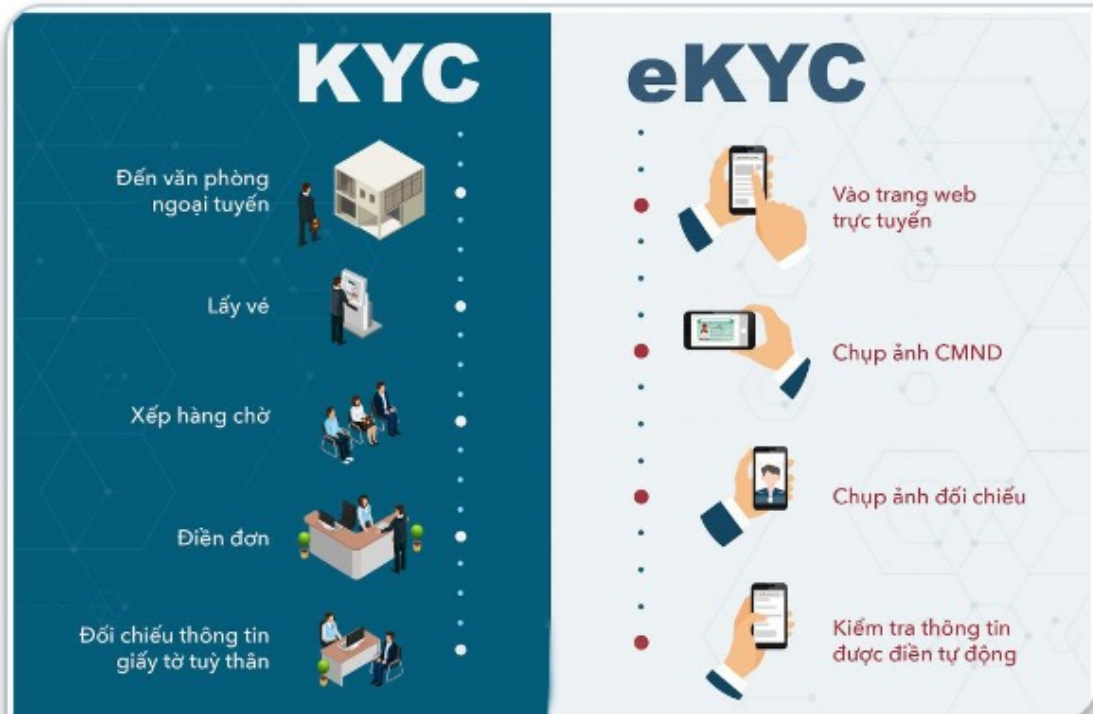 KYC
Đến văn phòng
ngoại tuyến
Lấy vé
Xếp hàng chờ
Điền đơn
Đối chiếu thông tin
giấy tờ tuỳ thân
eKYC
Vào trang web
trực tuyến
Chụp ảnh CMND
Chụp ảnh đối chiếu
Kiểm tra thông tin
được điền tự động